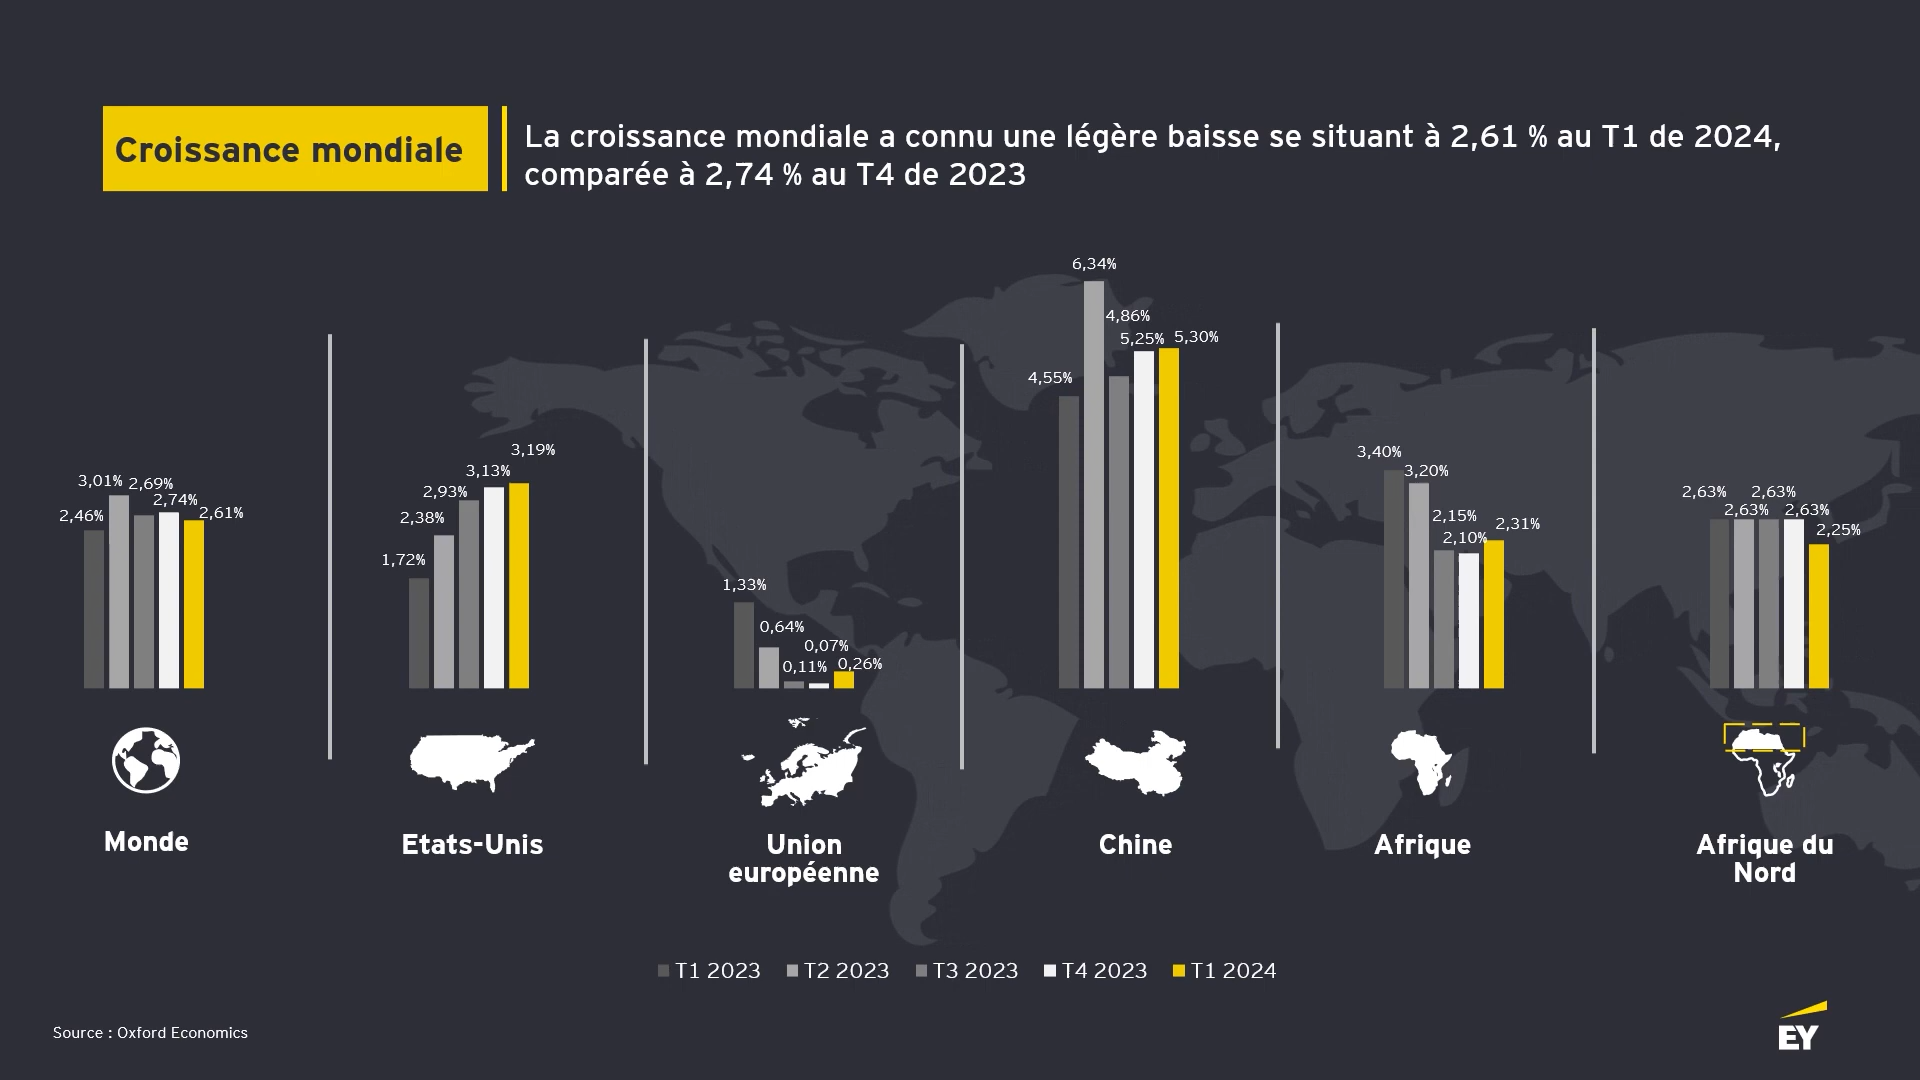 Croissance mondiale
La croissance mondiale a connu une légère baisse se situant à 2,61 % au T1 de 2024,
comparée à 2,74 % au T4 de 2023
2,46%
3,01%
2,69%
2,74%
2,61%
1,72%
2,38%
2,93%
3,13%
3,19%
1,33%
0,64%
0,11%
0,07%
0,26%
4,55%
6,34%
4,86%
5,25%
5,30%
3,40%
3,20%
2,15%
2,10%
2,31%
2,63%
2,63%
2,63%
2,63%
2,25%
Monde
Etats-Unis
Union
européenne
Chine
Afrique
Afrique du
Nord
T1 2023
T2 2023
T3 2023
T4 2023
T1 2024
Source : Oxford Economics
EY